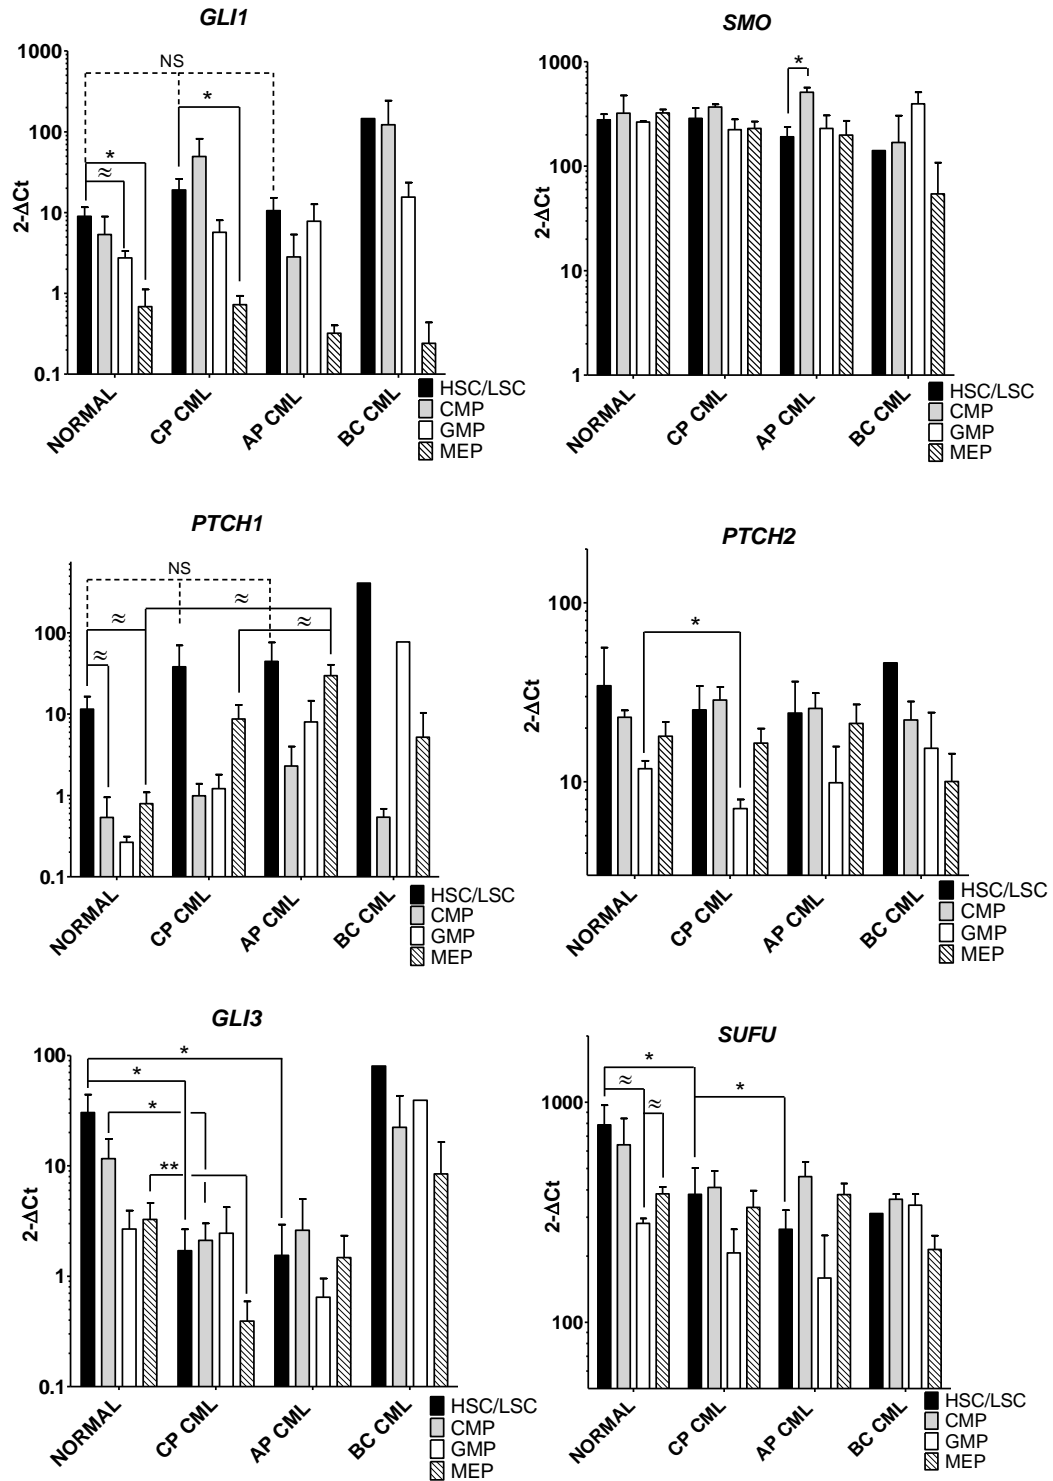 GLI1
1000
100
10
1
0.1
2-ΔCt
NS
*
*
≈
NORMAL
CP CML
AP CML
BC CML
HSC/LSC
CMP
GMP
MEP
SMO
1000
100
10
1
2-ΔCt
*
NORMAL
CP CML
AP CML
BC CML
HSC/LSC
CMP
GMP
MEP
PTCH1
100
10
1
0.1
2-ΔCt
NS
≈
≈
≈
≈
NORMAL
CP CML
AP CML
BC CML
HSC/LSC
CMP
GMP
MEP
PTCH2
100
10
2-ΔCt
*
NORMAL
CP CML
AP CML
BC CML
HSC/LSC
CMP
GMP
MEP
GLI3
100
10
1
0.1
2-ΔCt
*
*
*
**
NORMAL
CP CML
AP CML
BC CML
HSC/LSC
CMP
GMP
MEP
SUFU
1000
100
2-ΔCt
*
≈
*
≈
NORMAL
CP CML
AP CML
BC CML
HSC/LSC
CMP
GMP
MEP